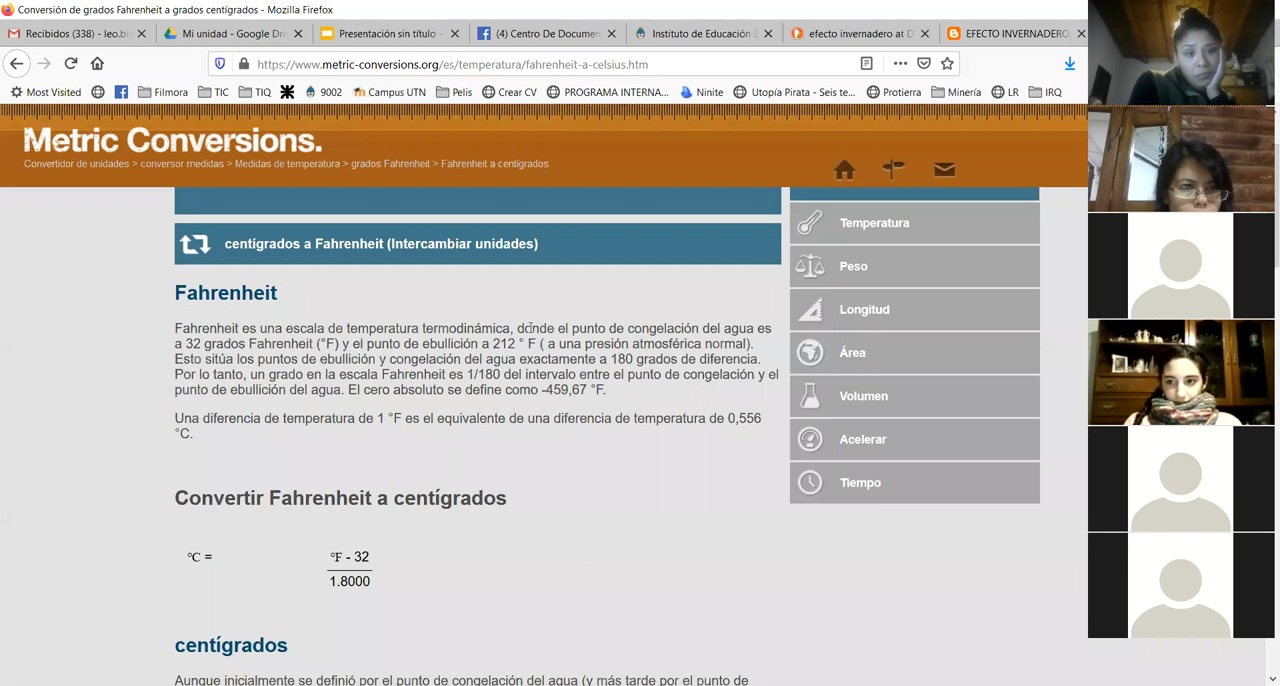 Conversión de grados Fahrenheit a grados centígrados - Mozilla Firefox
Recibidos (338) - leo.bi
Mi unidad - Google Dri
Presentación sin título -
(4) Centro De Documen
Instituto de Educación S
efecto invernadero at D
EFECTO INVERNADERO.
https://www.metric-conversions.org/es/temperatura/fahrenheit-a-celsius.htm
Most Visited
Filmora
TIC
TIQ
9002
Campus UTN
Pelis
Crear CV
PROGRAMA INTERNA...
Ninite
Utopía Pirata - Seis te...
Protierra
Minería
LR
IRQ
Metric Conversions.
Convertidor de unidades > conversor medidas > Medidas de temperatura > grados Fahrenheit > Fahrenheit a centígrados
centígrados a Fahrenheit (Intercambiar unidades)
Fahrenheit
Fahrenheit es una escala de temperatura termodinámica, donde el punto de congelación del agua es
a 32 grados Fahrenheit (°F) y el punto de ebullición a 212 ° F ( a una presión atmosférica normal).
Esto sitúa los puntos de ebullición y congelación del agua exactamente a 180 grados de diferencia.
Por lo tanto, un grado en la escala Fahrenheit es 1/180 del intervalo entre el punto de congelación y el
punto de ebullición del agua. El cero absoluto se define como -459,67 °F.
Una diferencia de temperatura de 1 °F es el equivalente de una diferencia de temperatura de 0,556
°C.
Convertir Fahrenheit a centígrados
°C =
°F - 32
1.8000
centígrados
Aunque inicialmente se definió por el punto de congelación del agua (y más tarde por el punto de
Temperatura
Peso
Longitud
Área
Volumen
Acelerar
Tiempo